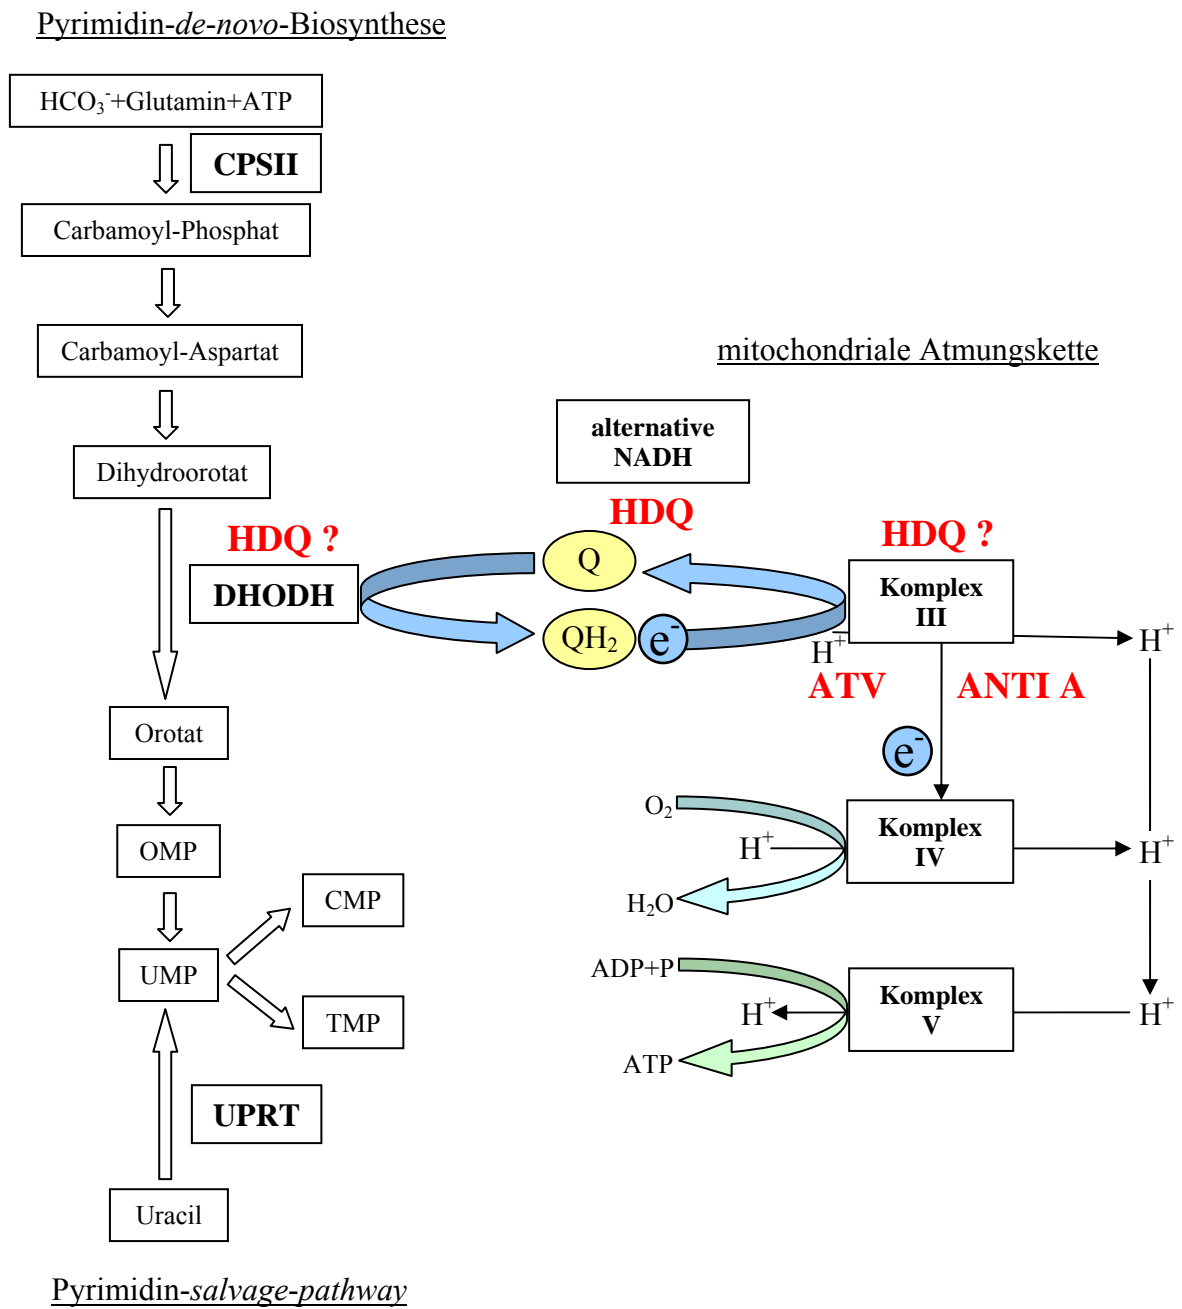 Pyrimidin-de-novo-Biosynthese
HCO₃⁻+Glutamin+ATP
CPSII
Carbamoyl-Phosphat
Carbamoyl-Aspartat
Dihydroorotat
HDQ ?
DHODH
Orotat
OMP
UMP
CMP
TMP
UPRT
Uracil
Pyrimidin-salvage-pathway
mitochondriale Atmungskette
alternative
NADH
HDQ
Q
QH₂
e⁻
HDQ ?
Komplex
III
H⁺
H⁺
ATV
ANTI A
e⁻
O₂
H⁺
H₂O
Komplex
IV
H⁺
ADP+P
H⁺
ATP
Komplex
V
H⁺